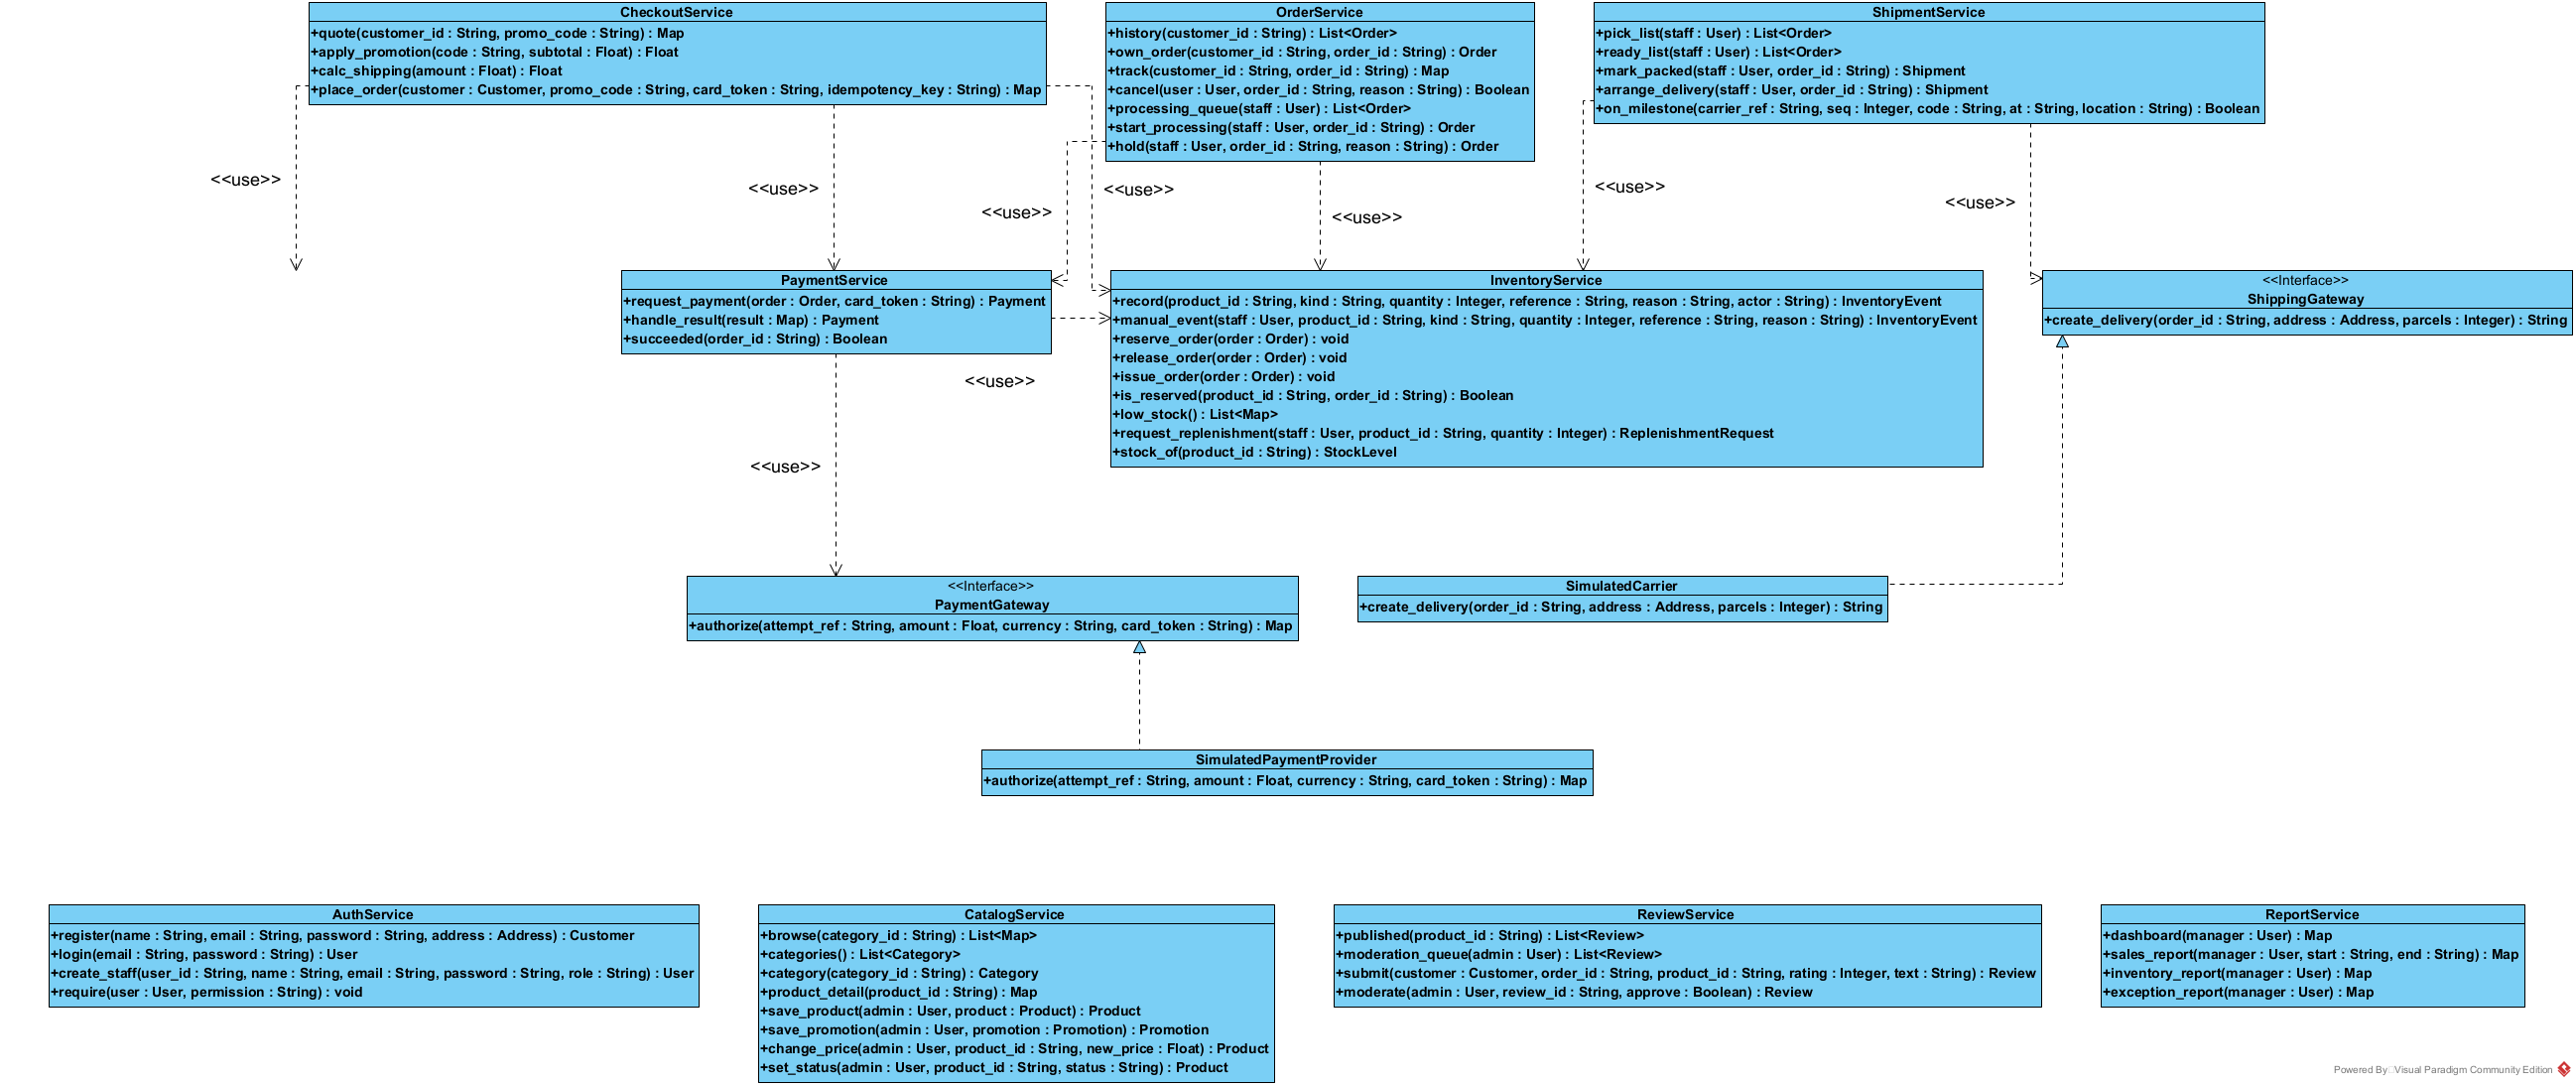 CheckoutService
+quote(customer_id : String, promo_code : String) : Map
+apply_promotion(code : String, subtotal : Float) : Float
+calc_shipping(amount : Float) : Float
+place_order(customer : Customer, promo_code : String, card_token : String, idempotency_key : String) : Map
OrderService
+history(customer_id : String) : List<Order>
+own_order(customer_id : String, order_id : String) : Order
+track(customer_id : String, order_id : String) : Map
+cancel(user : User, order_id : String, reason : String) : Boolean
+processing_queue(staff : User) : List<Order>
+start_processing(staff : User, order_id : String) : Order
+hold(staff : User, order_id : String, reason : String) : Order
ShipmentService
+pick_list(staff : User) : List<Order>
+ready_list(staff : User) : List<Order>
+mark_packed(staff : User, order_id : String) : Shipment
+arrange_delivery(staff : User, order_id : String) : Shipment
+on_milestone(carrier_ref : String, seq : Integer, code : String, at : String, location : String) : Boolean
<<use>>
<<use>>
<<use>>
<<use>>
<<use>>
<<use>>
<<use>>
PaymentService
+request_payment(order : Order, card_token : String) : Payment
+handle_result(result : Map) : Payment
+succeeded(order_id : String) : Boolean
InventoryService
+record(product_id : String, kind : String, quantity : Integer, reference : String, reason : String, actor : String) : InventoryEvent
+manual_event(staff : User, product_id : String, kind : String, quantity : Integer, reference : String, reason : String) : InventoryEvent
+reserve_order(order : Order) : void
+release_order(order : Order) : void
+issue_order(order : Order) : void
+is_reserved(product_id : String, order_id : String) : Boolean
+low_stock() : List<Map>
+request_replenishment(staff : User, product_id : String, quantity : Integer) : ReplenishmentRequest
+stock_of(product_id : String) : StockLevel
<<Interface>>
ShippingGateway
+create_delivery(order_id : String, address : Address, parcels : Integer) : String
<<use>>
<<use>>
<<Interface>>
PaymentGateway
+authorize(attempt_ref : String, amount : Float, currency : String, card_token : String) : Map
SimulatedCarrier
+create_delivery(order_id : String, address : Address, parcels : Integer) : String
SimulatedPaymentProvider
+authorize(attempt_ref : String, amount : Float, currency : String, card_token : String) : Map
AuthService
+register(name : String, email : String, password : String, address : Address) : Customer
+login(email : String, password : String) : User
+create_staff(user_id : String, name : String, email : String, password : String, role : String) : User
+require(user : User, permission : String) : void
CatalogService
+browse(category_id : String) : List<Map>
+categories() : List<Category>
+category(category_id : String) : Category
+product_detail(product_id : String) : Map
+save_product(admin : User, product : Product) : Product
+save_promotion(admin : User, promotion : Promotion) : Promotion
+change_price(admin : User, product_id : String, new_price : Float) : Product
+set_status(admin : User, product_id : String, status : String) : Product
ReviewService
+published(product_id : String) : List<Review>
+moderation_queue(admin : User) : List<Review>
+submit(customer : Customer, order_id : String, product_id : String, rating : Integer, text : String) : Review
+moderate(admin : User, review_id : String, approve : Boolean) : Review
ReportService
+dashboard(manager : User) : Map
+sales_report(manager : User, start : String, end : String) : Map
+inventory_report(manager : User) : Map
+exception_report(manager : User) : Map
Powered By Visual Paradigm Community Edition